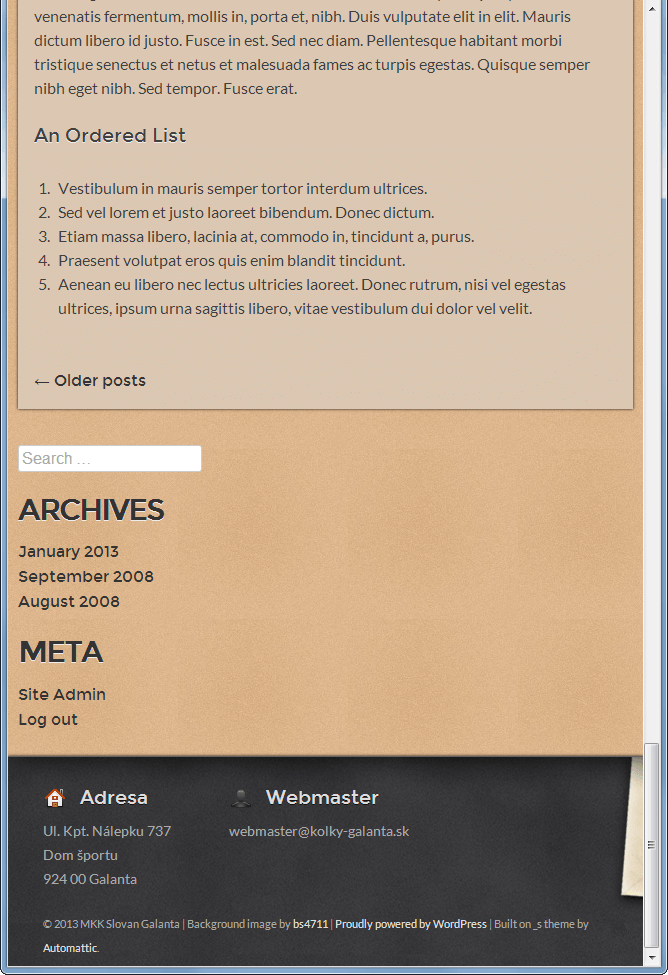 venenatis fermentum, mollis in, porta et, nibh. Duis vulputate elit in elit. Mauris
dictum libero id justo. Fusce in est. Sed nec diam. Pellentesque habitant morbi
tristique senectus et netus et malesuada fames ac turpis egestas. Quisque semper
nibh eget nibh. Sed tempor. Fusce erat.
An Ordered List
1. Vestibulum in mauris semper tortor interdum ultrices.
2. Sed vel lorem et justo laoreet bibendum. Donec dictum.
3. Etiam massa libero, lacinia at, commodo in, tincidunt a, purus.
4. Praesent volutpat eros quis enim blandit tincidunt.
5. Aenean eu libero nec lectus ultricies laoreet. Donec rutrum, nisi vel egestas
ultrices, ipsum urna sagittis libero, vitae vestibulum dui dolor vel velit.
← Older posts
Search …
ARCHIVES
January 2013
September 2008
August 2008
META
Site Admin
Log out
Adresa
Ul. Kpt. Nálepku 737
Dom športu
924 00 Galanta
Webmaster
webmaster@kolky-galanta.sk
© 2013 MKK Slovan Galanta | Background image by bs4711 | Proudly powered by WordPress | Built on _s theme by
Automattic.